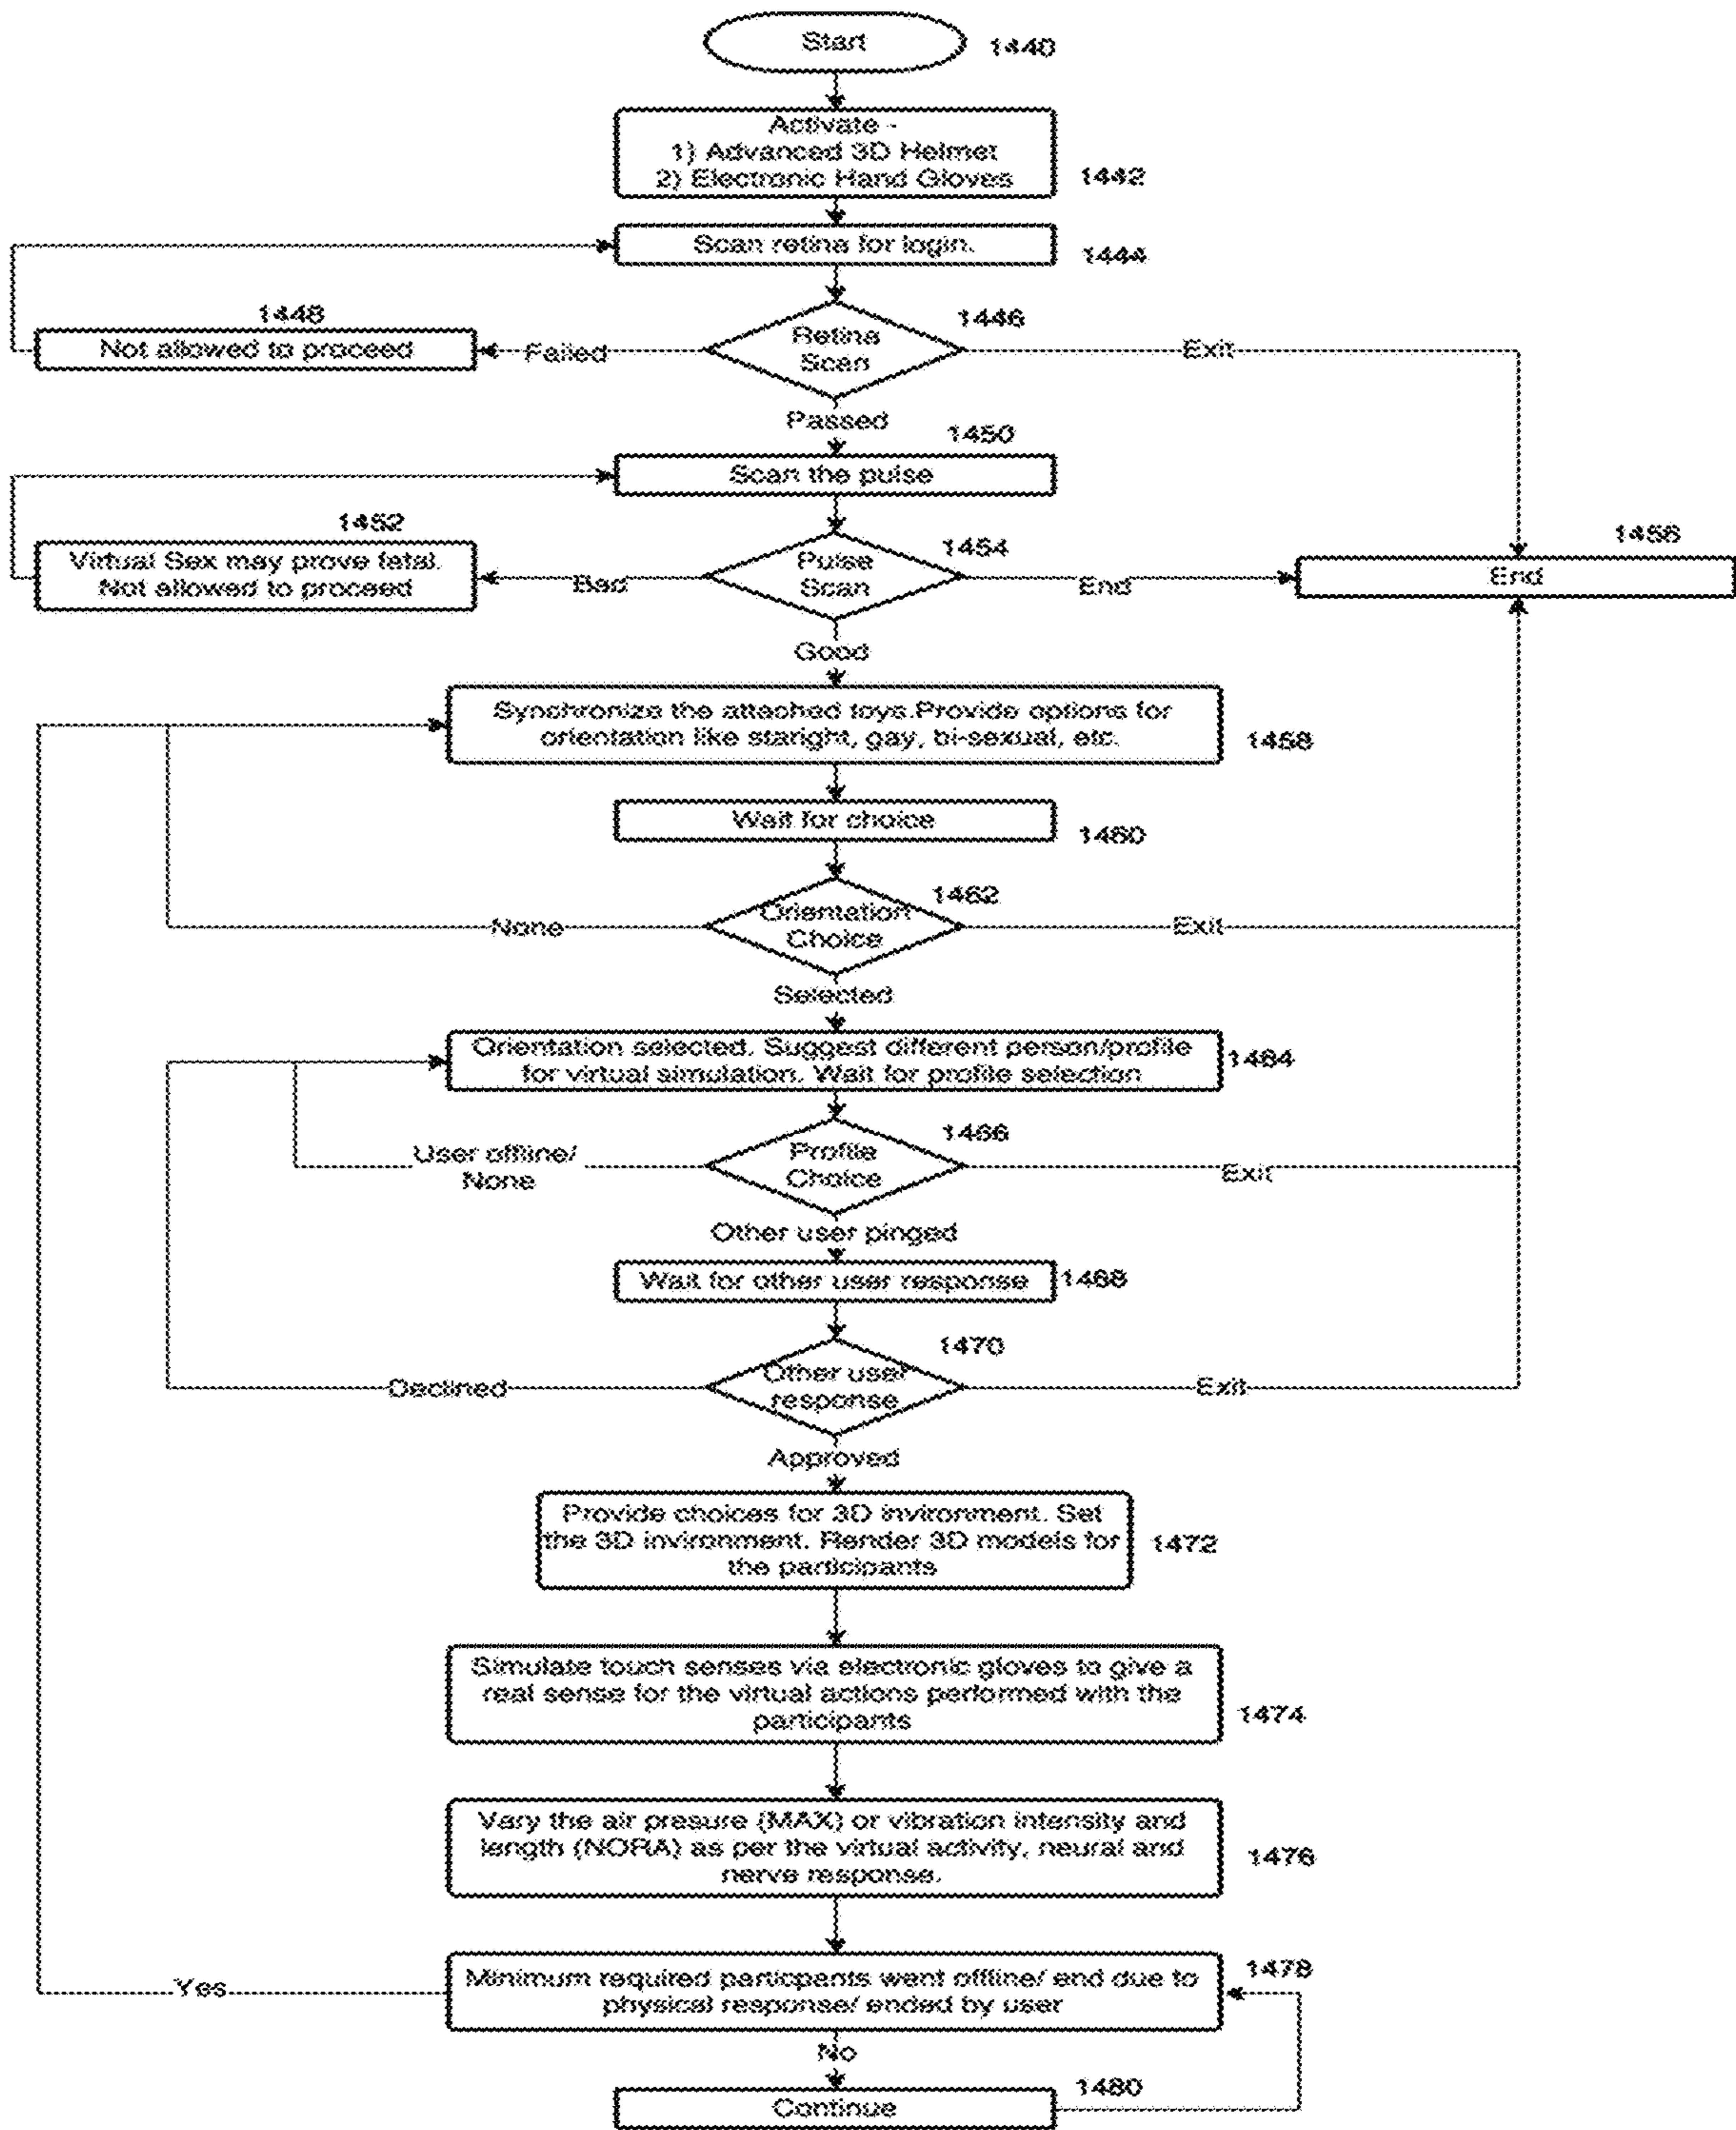 Start
1440
Activate -
1) Advanced 3D Helmet
2) Electronic Hand Gloves
1442
Scan retina for login.
1444
1448
Not allowed to proceed
Failed
Retina
Scan
1446
Exit
Passed
1450
Scan the pulse
1452
Virtual Sex may prove fatal.
Not allowed to proceed
Bad
Pulse
Scan
1454
End
1456
End
Good
Synchronize the attached toys.Provide options for
orientation like staright, gay, bi-sexual, etc.
1458
Wait for choice
1460
1462
None
Orientation
Choice
Exit
Selected
Orientation selected. Suggest different person/profile
for virtual simulation. Wait for profile selection
1464
1466
User offline/
None
Profile
Choice
Exit
Other user pinged
Wait for other user response
1468
1470
Declined
Other user
response
Exit
Approved
Provide choices for 3D invironment. Set
the 3D invironment. Render 3D models for
the participants
1472
Simulate touch senses via electronic gloves to give a
real sense for the virtual actions performed with the
participants
1474
Vary the air presure (MAX) or vibration intensity and
length (NORA) as per the virtual activity, neural and
nerve response.
1476
Yes
Minimum required particpants went offline/ end due to
physical response/ ended by user
1478
No
Continue
1480